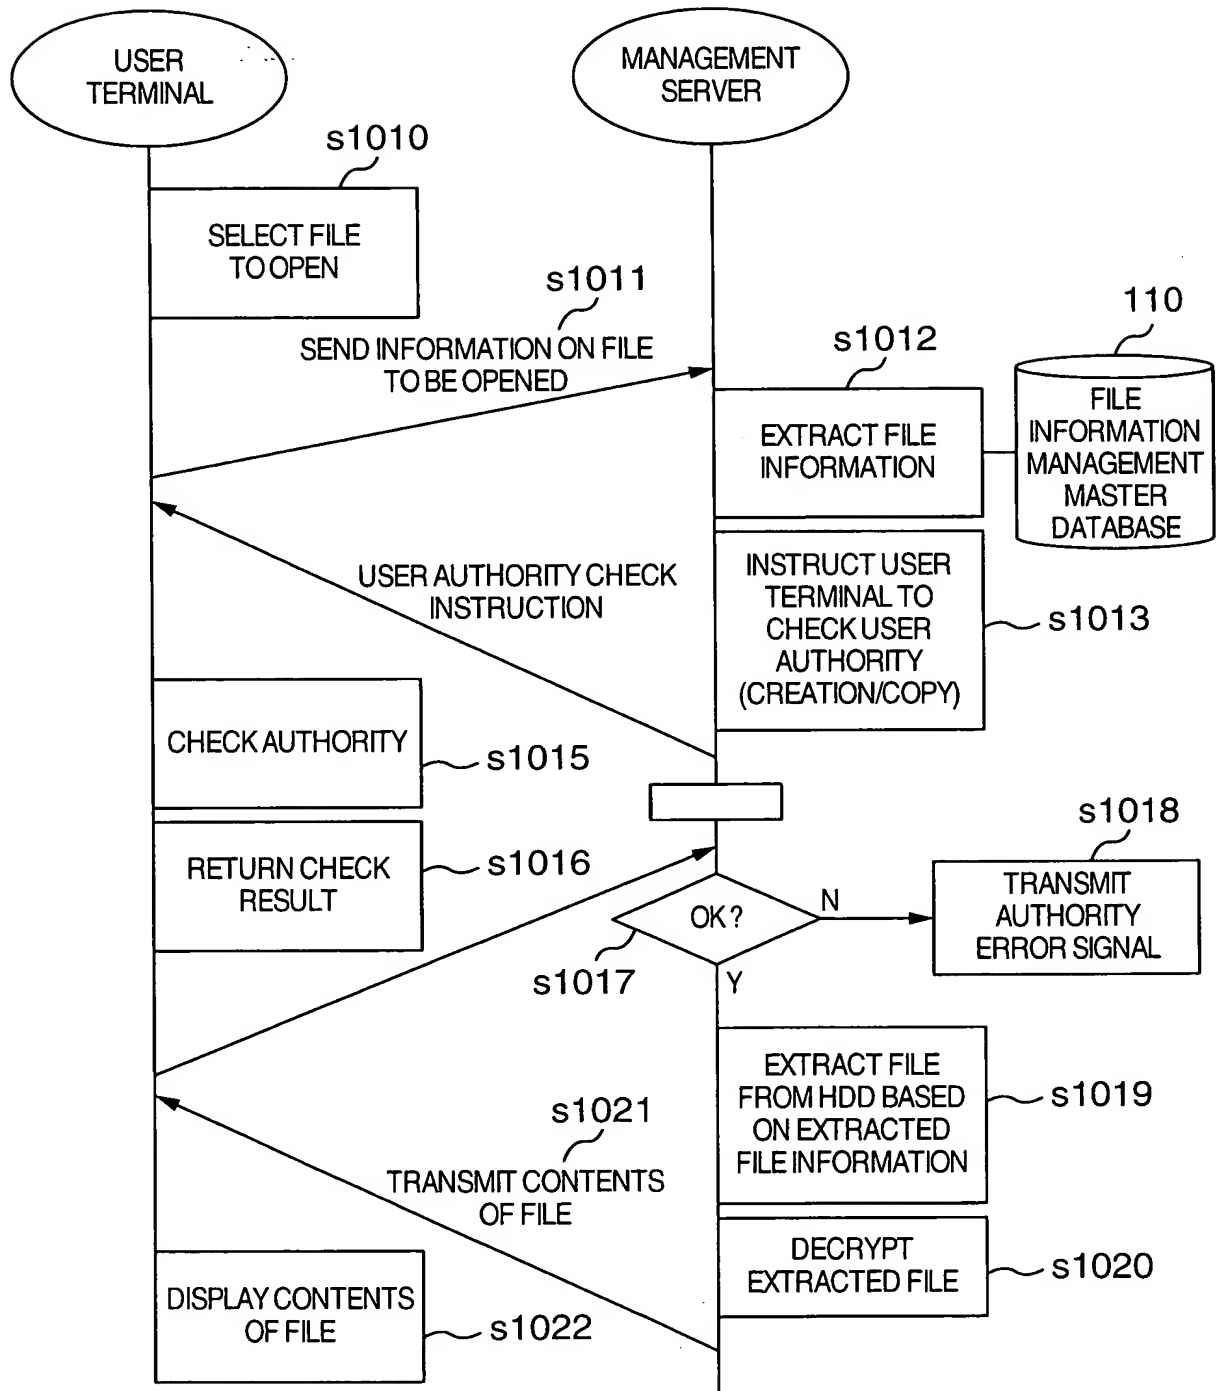 USER
TERMINAL
MANAGEMENT
SERVER
s1010
SELECT FILE
TO OPEN
s1011
SEND INFORMATION ON FILE
TO BE OPENED
s1012
EXTRACT FILE
INFORMATION
110
FILE
INFORMATION
MANAGEMENT
MASTER
DATABASE
USER AUTHORITY CHECK
INSTRUCTION
INSTRUCT USER
TERMINAL TO
CHECK USER
AUTHORITY
(CREATION/COPY)
s1013
CHECK AUTHORITY
s1015
RETURN CHECK
RESULT
s1016
OK?
N
s1017
Y
s1018
TRANSMIT
AUTHORITY
ERROR SIGNAL
EXTRACT FILE
FROM HDD BASED
ON EXTRACTED
FILE INFORMATION
s1019
s1021
TRANSMIT CONTENTS
OF FILE
DECRYPT
EXTRACTED FILE
s1020
DISPLAY CONTENTS
OF FILE
s1022